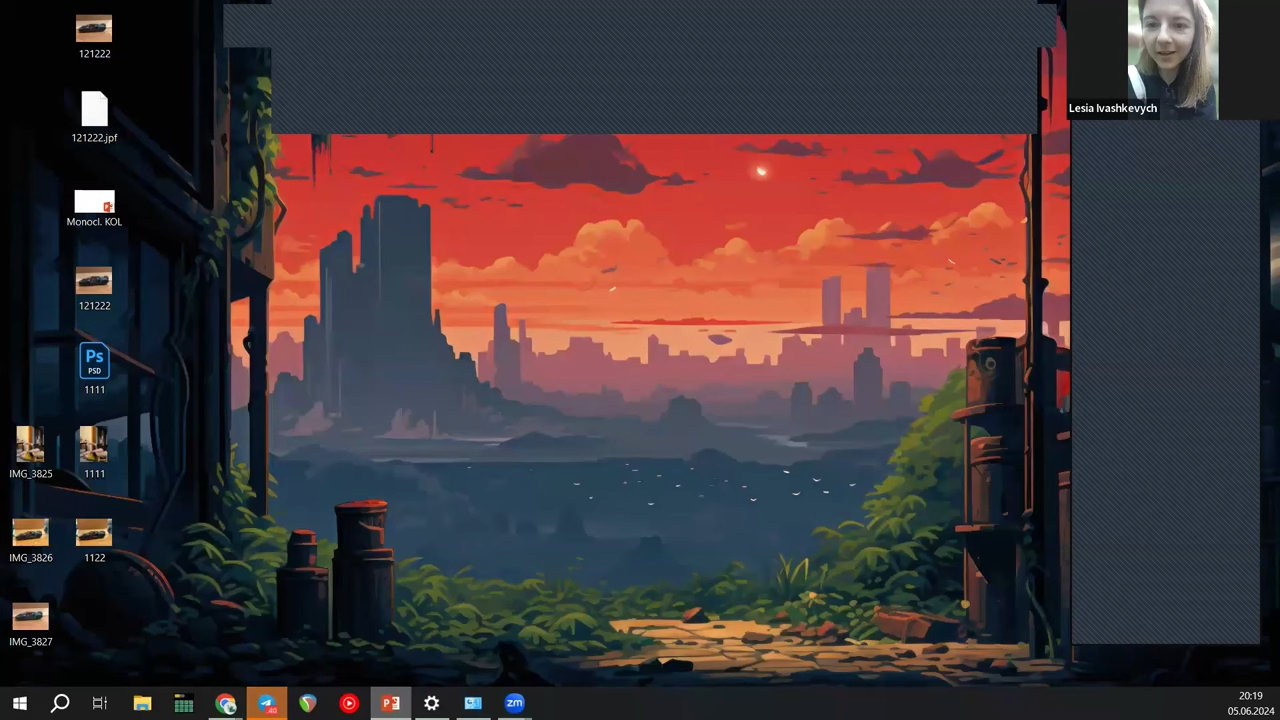 121222
121222.jpf
Monocl. KOL
121222
Ps
PSD
1111
IMG_3825
1111
IMG_3826
1122
IMG_3827
Lesia Ivashkevych
zm
20:19
05.06.2024